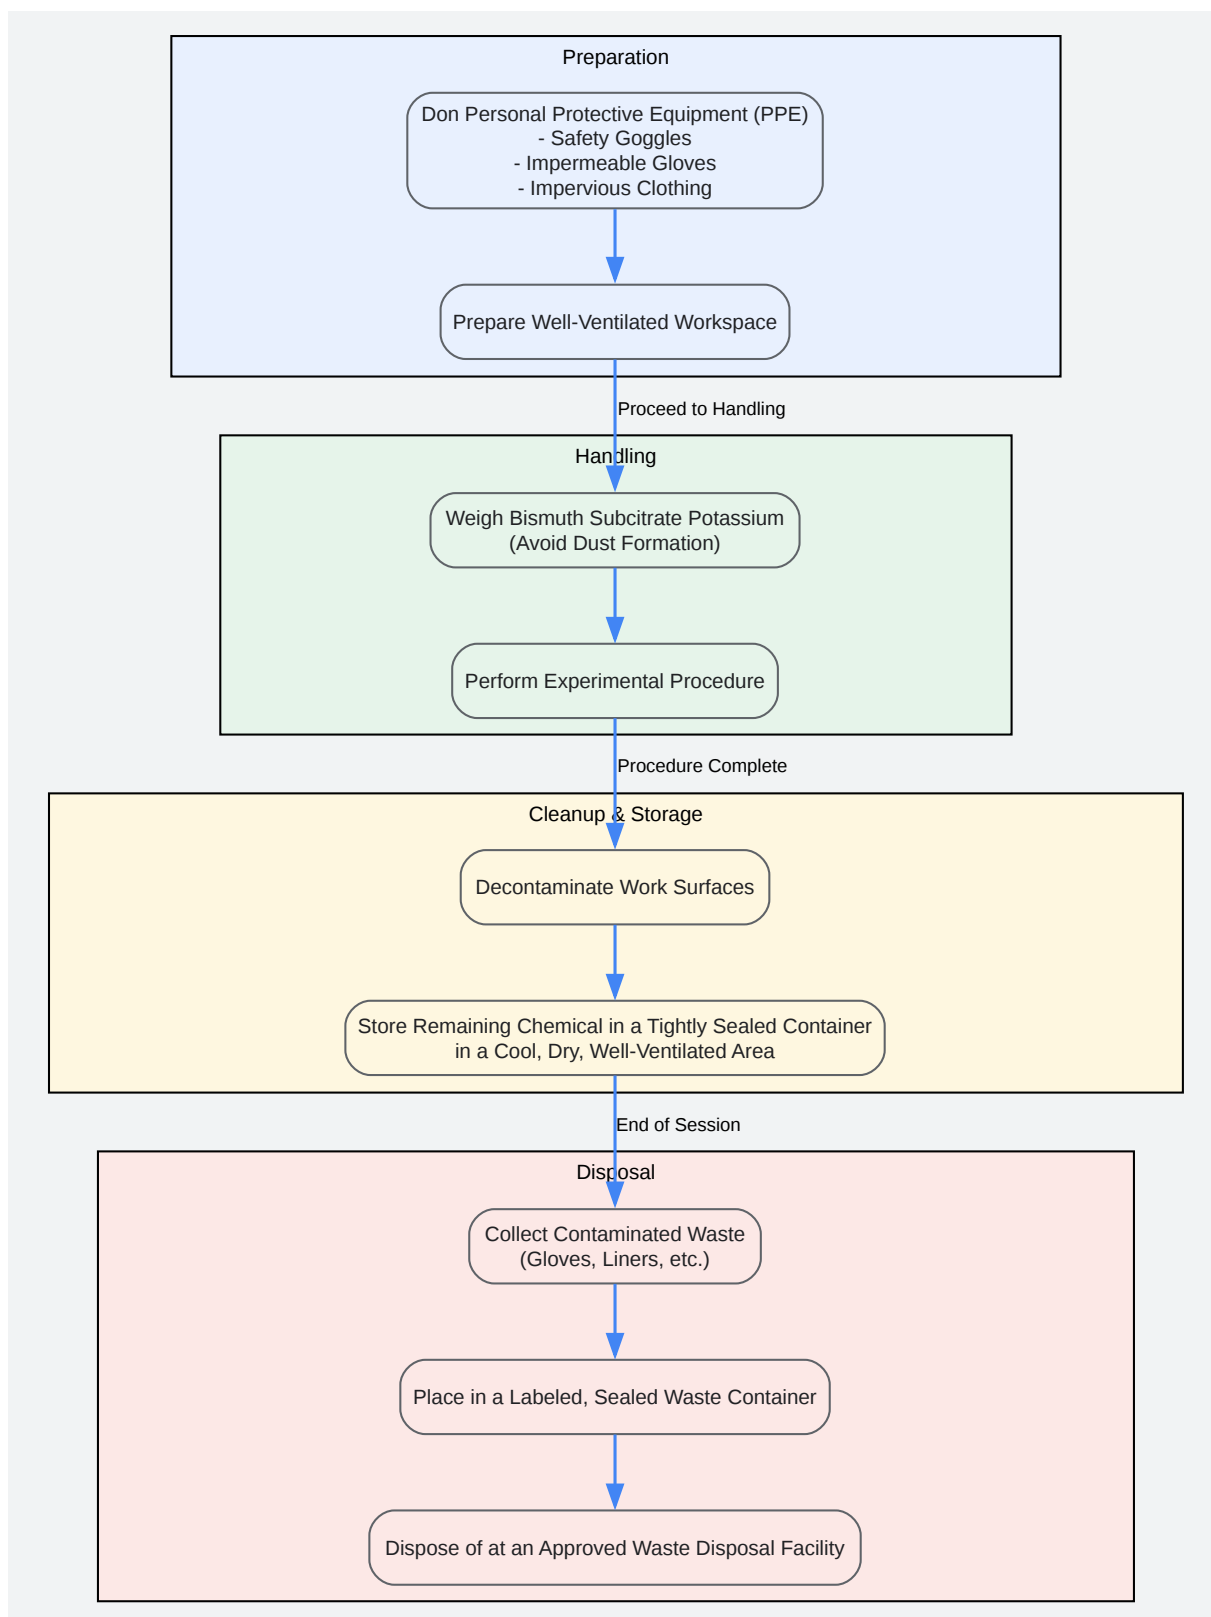 Preparation
Don Personal Protective Equipment (PPE)
- Safety Goggles
- Impermeable Gloves
- Impervious Clothing
Prepare Well-Ventilated Workspace
Proceed to Handling
Handling
Weigh Bismuth Subcitrate Potassium
(Avoid Dust Formation)
Perform Experimental Procedure
Procedure Complete
Cleanup & Storage
Decontaminate Work Surfaces
Store Remaining Chemical in a Tightly Sealed Container
in a Cool, Dry, Well-Ventilated Area
End of Session
Disposal
Collect Contaminated Waste
(Gloves, Liners, etc.)
Place in a Labeled, Sealed Waste Container
Dispose of at an Approved Waste Disposal Facility